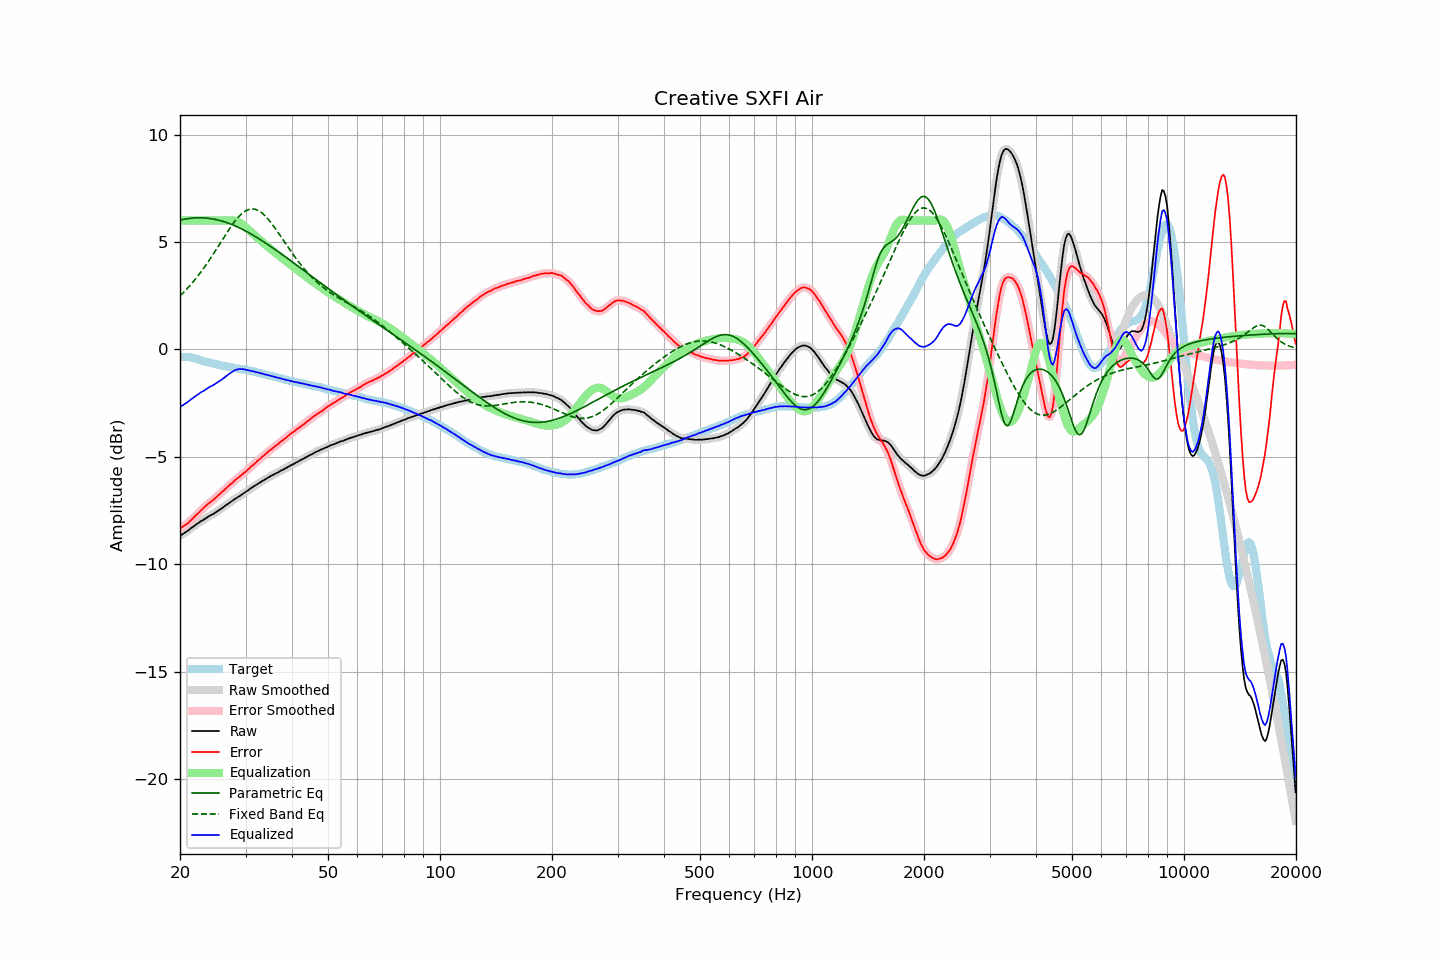 Creative SXFI Air
10
5
0
−5
−10
−15
−20
Amplitude (dBr)
Target
Raw Smoothed
Error Smoothed
Raw
Error
Equalization
Parametric Eq
Fixed Band Eq
Equalized
20 50 100 200 500 1000 2000 5000 10000 20000
Frequency (Hz)